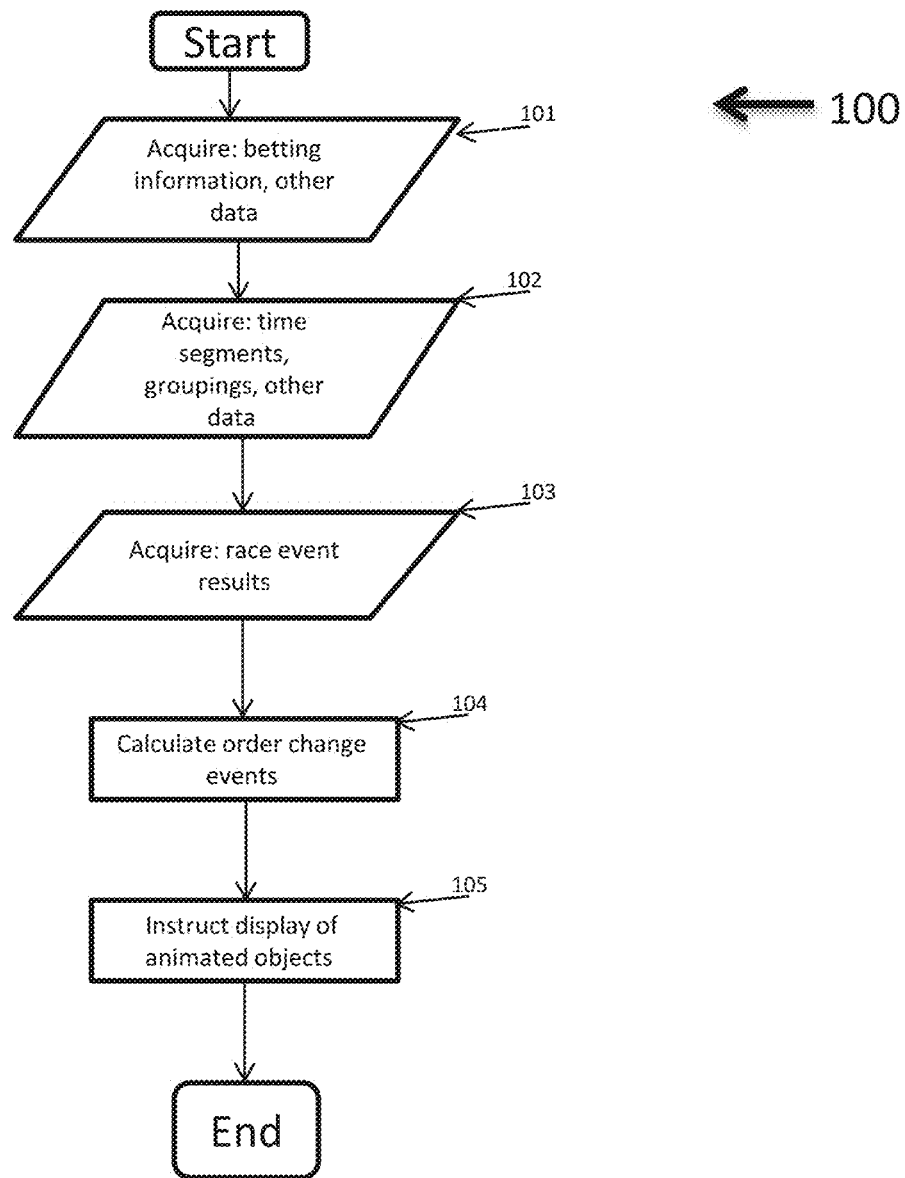 Start
100
101
Acquire: betting
information, other
data
102
Acquire: time
segments,
groupings, other
data
103
Acquire: race event
results
104
Calculate order change
events
105
Instruct display of
animated objects
End